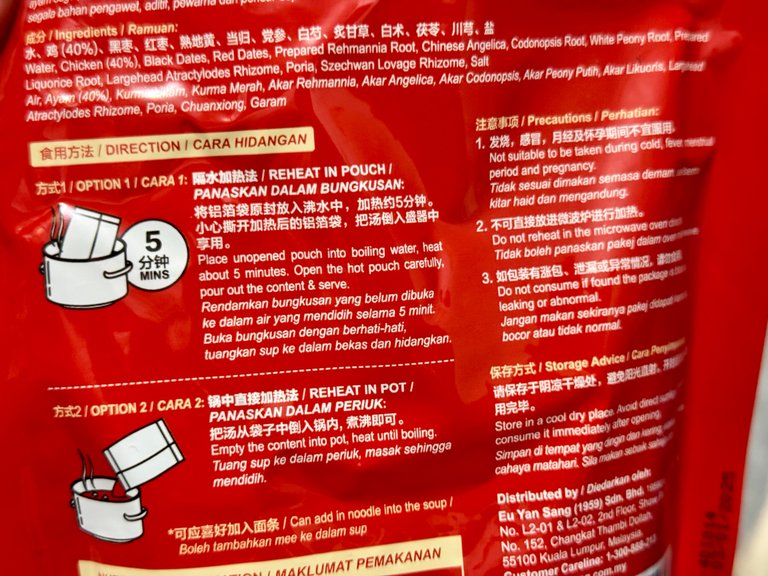 segala bahan pengawet, aditif, pewarna dan
成分 / Ingredients / Ramuan:
水、鸡 (40%)、黑枣、红枣、熟地黄、当归、党参、白芍、炙甘草、白术、茯苓、川芎、盐
Water, Chicken (40%), Black Dates, Red Dates, Prepared Rehmannia Root, Chinese Angelica, Codonopsis Root, White Peony Root, Prepared
Liquorice Root, Largehead Atractylodes Rhizome, Poria, Szechwan Lovage Rhizome, Salt
Air, Ayam (40%), Kurma Hitam, Kurma Merah, Akar Rehmannia, Akar Angelica, Akar Codonopsis, Akar Peony Putih, Akar Likuoris, Largehead
Atractylodes Rhizome, Poria, Chuanxiong, Garam
食用方法 / DIRECTION / CARA HIDANGAN
方式1 / OPTION 1 / CARA 1: 隔水加热法 / REHEAT IN POUCH /
PANASKAN DALAM BUNGKUSAN:
将铝箔袋原封放入沸水中，加热约5分钟。
小心撕开加热后的铝箔袋，把汤倒入盛器中
享用。
Place unopened pouch into boiling water, heat
about 5 minutes. Open the hot pouch carefully,
pour out the content & serve.
Rendamkan bungkusan yang belum dibuka
ke dalam air yang mendidih selama 5 minit.
Buka bungkusan dengan berhati-hati,
tuangkan sup ke dalam bekas dan hidangkan.
5
分钟
MINS
方式2 / OPTION 2 / CARA 2: 锅中直接加热法 / REHEAT IN POT /
PANASKAN DALAM PERIUK:
把汤从袋子中倒入锅内，煮沸即可。
Empty the content into pot, heat until boiling.
Tuang sup ke dalam periuk, masak sehingga
mendidih.
*可应喜好加入面条 / Can add in noodle into the soup /
Boleh tambahkan mee ke dalam sup
/ MAKLUMAT PEMAKANAN
注意事项 / Precautions / Perhatian:
1. 发烧，感冒，月经及怀孕期间不宜服用。
Not suitable to be taken during cold, fever, menstrual
period and pregnancy.
Tidak sesuai dimakan semasa demam,
kitar haid dan mengandung.
2. 不可直接放进微波炉进行加热。
Do not reheat in the microwave oven
Tidak boleh panaskan pakej dalam
3. 如包装有涨包、泄漏或异常情况，请勿食用
Do not consume if found the package is
leaking or abnormal.
Jangan makan sekiranya pakej didapati
bocor atau tidak normal.
保存方式 / Storage Advice / Cara
请保存于阴凉干燥处，避免阳光直射。
用完毕。
Store in a cool dry place. Avoid direct
consume it immediately after opening.
Simpan di tempat yang dingin dan kering,
cahaya matahari. Sila makan sebaik
Distributed by / Diedarkan oleh:
Eu Yan Sang (1959) Sdn. Bhd.
No. L2-01 & L2-02, 2nd Floor,
No. 152, Changkat Thambi Dollah,
55100 Kuala Lumpur, Malaysia.
Customer Careline: 1-300-888-213